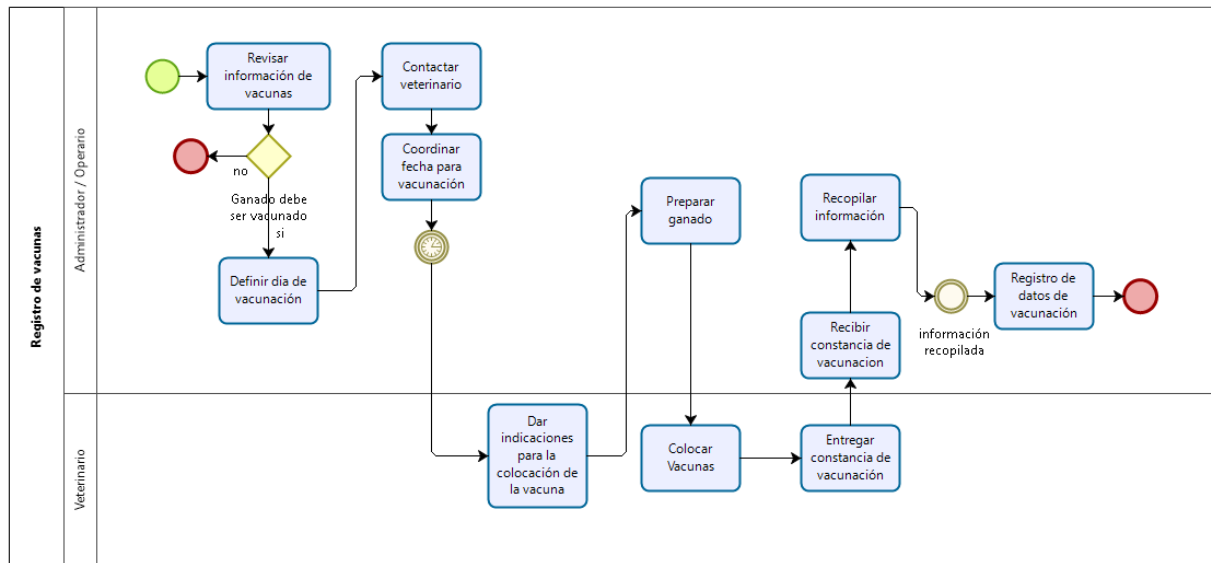 Registro de vacunas
Administrador / Operario
Revisar
información de
vacunas
no
Ganado debe
ser vacunado
si
Definir dia de
vacunación
Contactar
veterinario
Coordinar
fecha para
vacunación
Preparar
ganado
Recopilar
información
Recibir
constancia de
vacunacion
información
recopilada
Registro de
datos de
vacunación
Veterinario
Dar
indicaciones
para la
colocación de
la vacuna
Colocar
Vacunas
Entregar
constancia de
vacunación